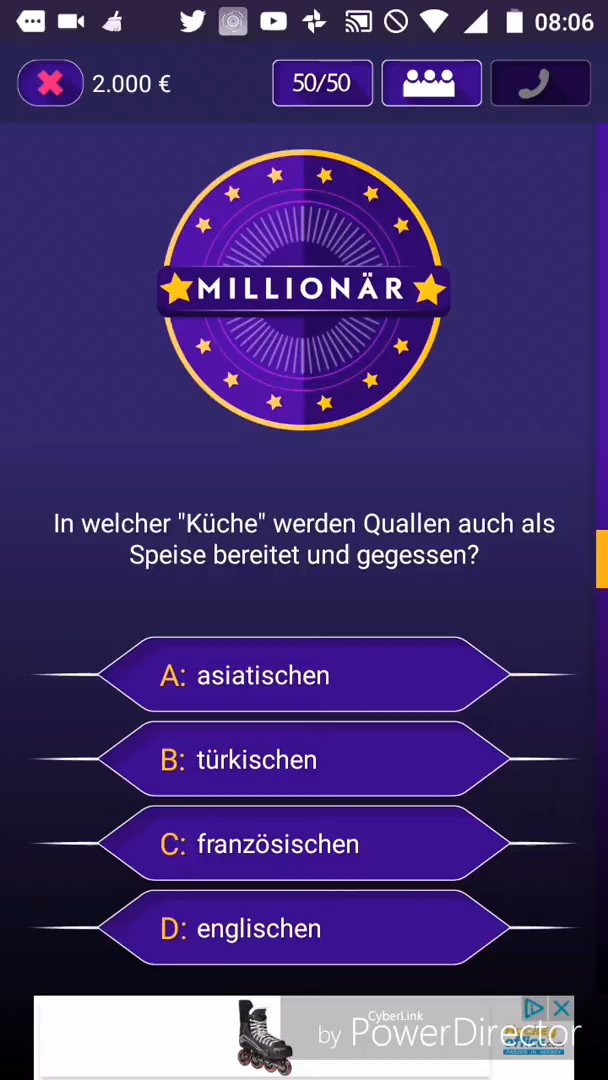 08:06
2.000 €
50/50
MILLIONÄR
In welcher "Küche" werden Quallen auch als
Speise bereitet und gegessen?
A: asiatischen
B: türkischen
C: französischen
D: englischen
CyberLink
by PowerDirector